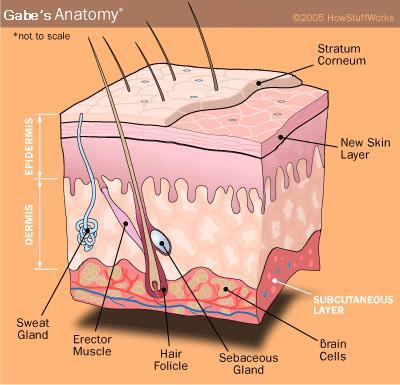 Gabe's Anatomy*
©2005 HowStuffWorks
*not to scale
Stratum
Corneum
New Skin
Layer
EPIDERMIS
DERMIS
SUBCUTANEOUS
LAYER
Sweat
Gland
Erector
Muscle
Hair
Folicle
Sebaceous
Gland
Brain
Cells